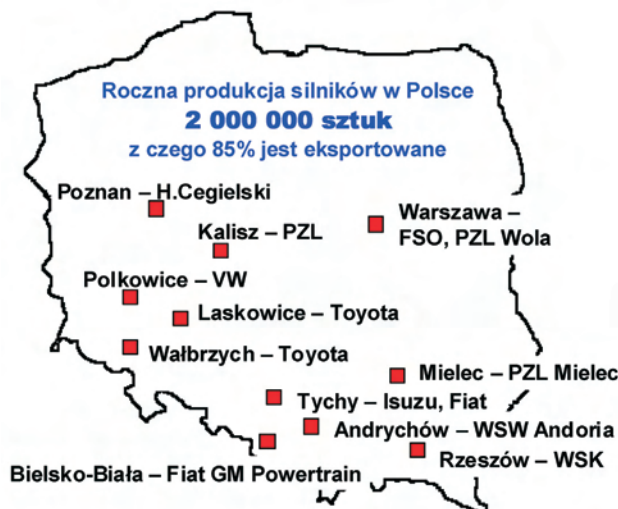 Roczna produkcja silników w Polsce
2 000 000 sztuk
z czego 85% jest eksportowane
Poznan – H.Cegielski
Warszawa –
FSO, PZL Wola
Kalisz – PZL
Polkowice – VW
Laskowice – Toyota
Wałbrzych – Toyota
Mielec – PZL Mielec
Tychy – Isuzu, Fiat
Andrychów – WSW Andoria
Rzeszów – WSK
Bielsko-Biała – Fiat GM Powertrain